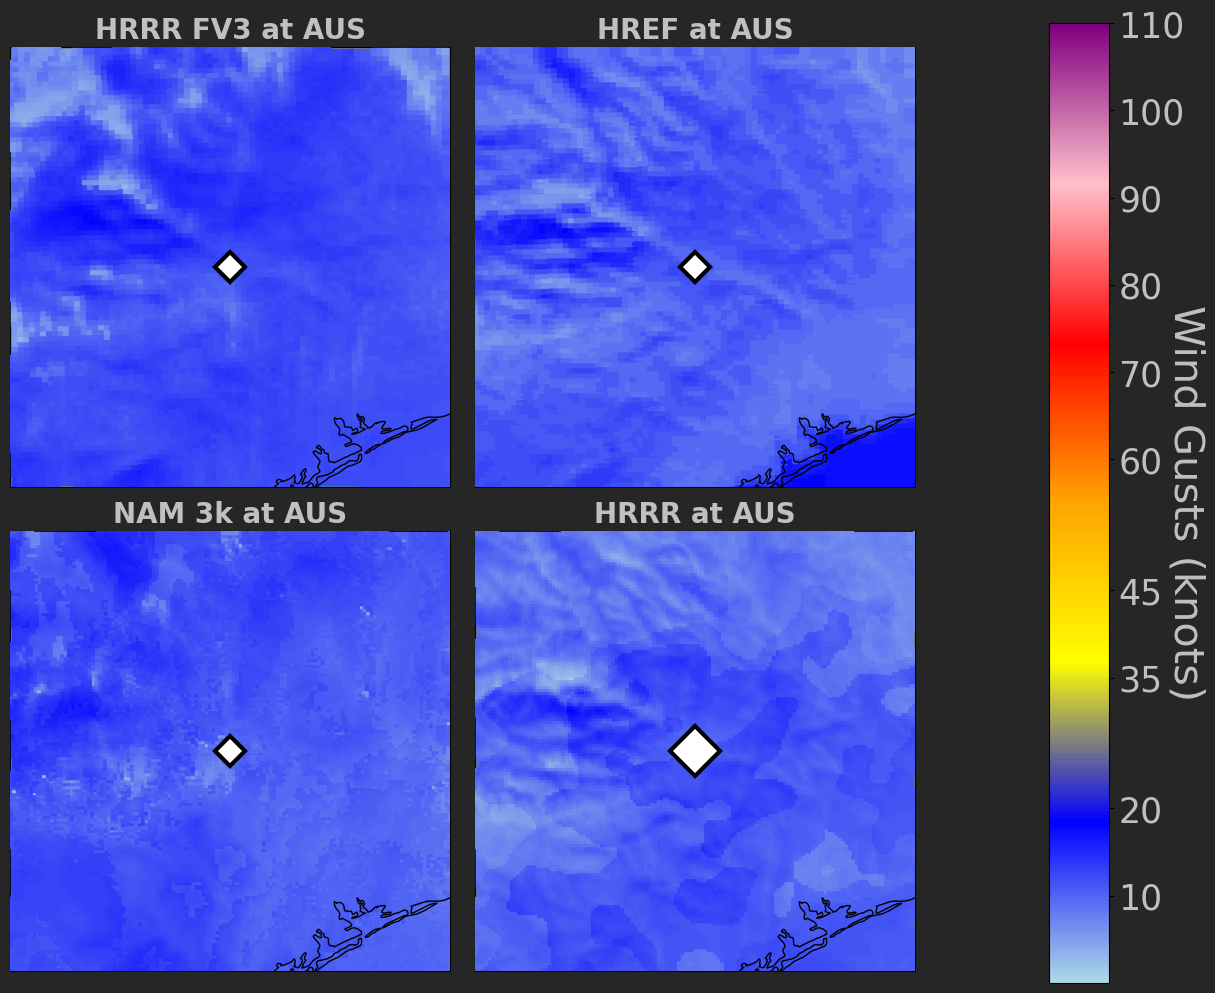 HRRR FV3 at AUS
HREF at AUS
NAM 3k at AUS
HRRR at AUS
110
100
90
80
70
60
45
35
20
10
Wind Gusts (knots)